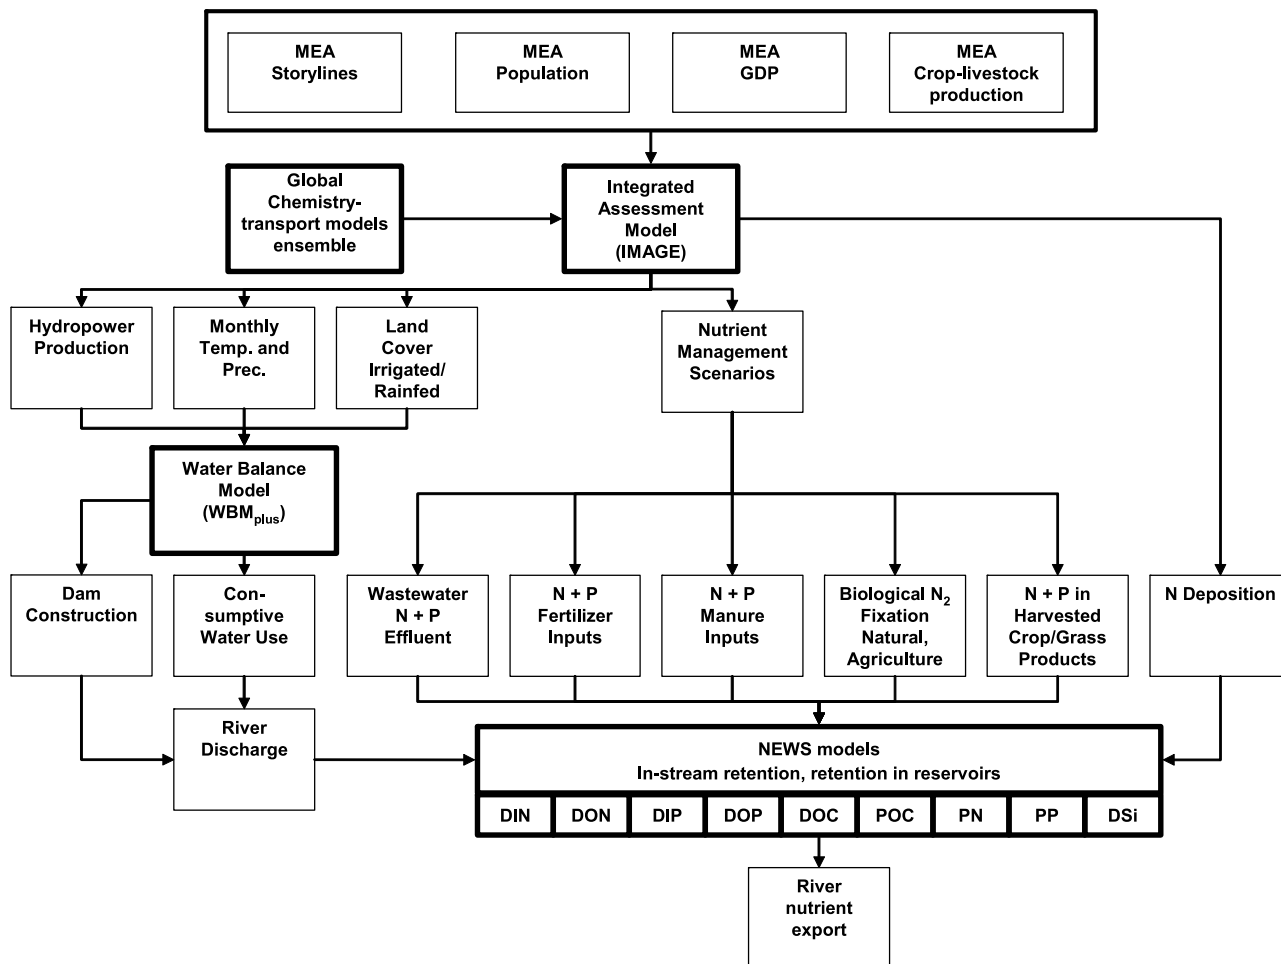 MEA
Storylines
MEA
Population
MEA
GDP
MEA
Crop-livestock
production
Global
Chemistry-
transport models
ensemble
Integrated
Assessment
Model
(IMAGE)
Hydropower
Production
Monthly
Temp. and
Prec.
Land
Cover
Irrigated/
Rainfed
Nutrient
Management
Scenarios
Water Balance
Model
(WBMplus)
Dam
Construction
Con-
sumptive
Water Use
Wastewater
N + P
Effluent
N + P
Fertilizer
Inputs
N + P
Manure
Inputs
Biological N2
Fixation
Natural,
Agriculture
N + P in
Harvested
Crop/Grass
Products
N Deposition
River
Discharge
NEWS models
In-stream retention, retention in reservoirs
DIN DON DIP DOP DOC POC PN PP DSi
River
nutrient
export